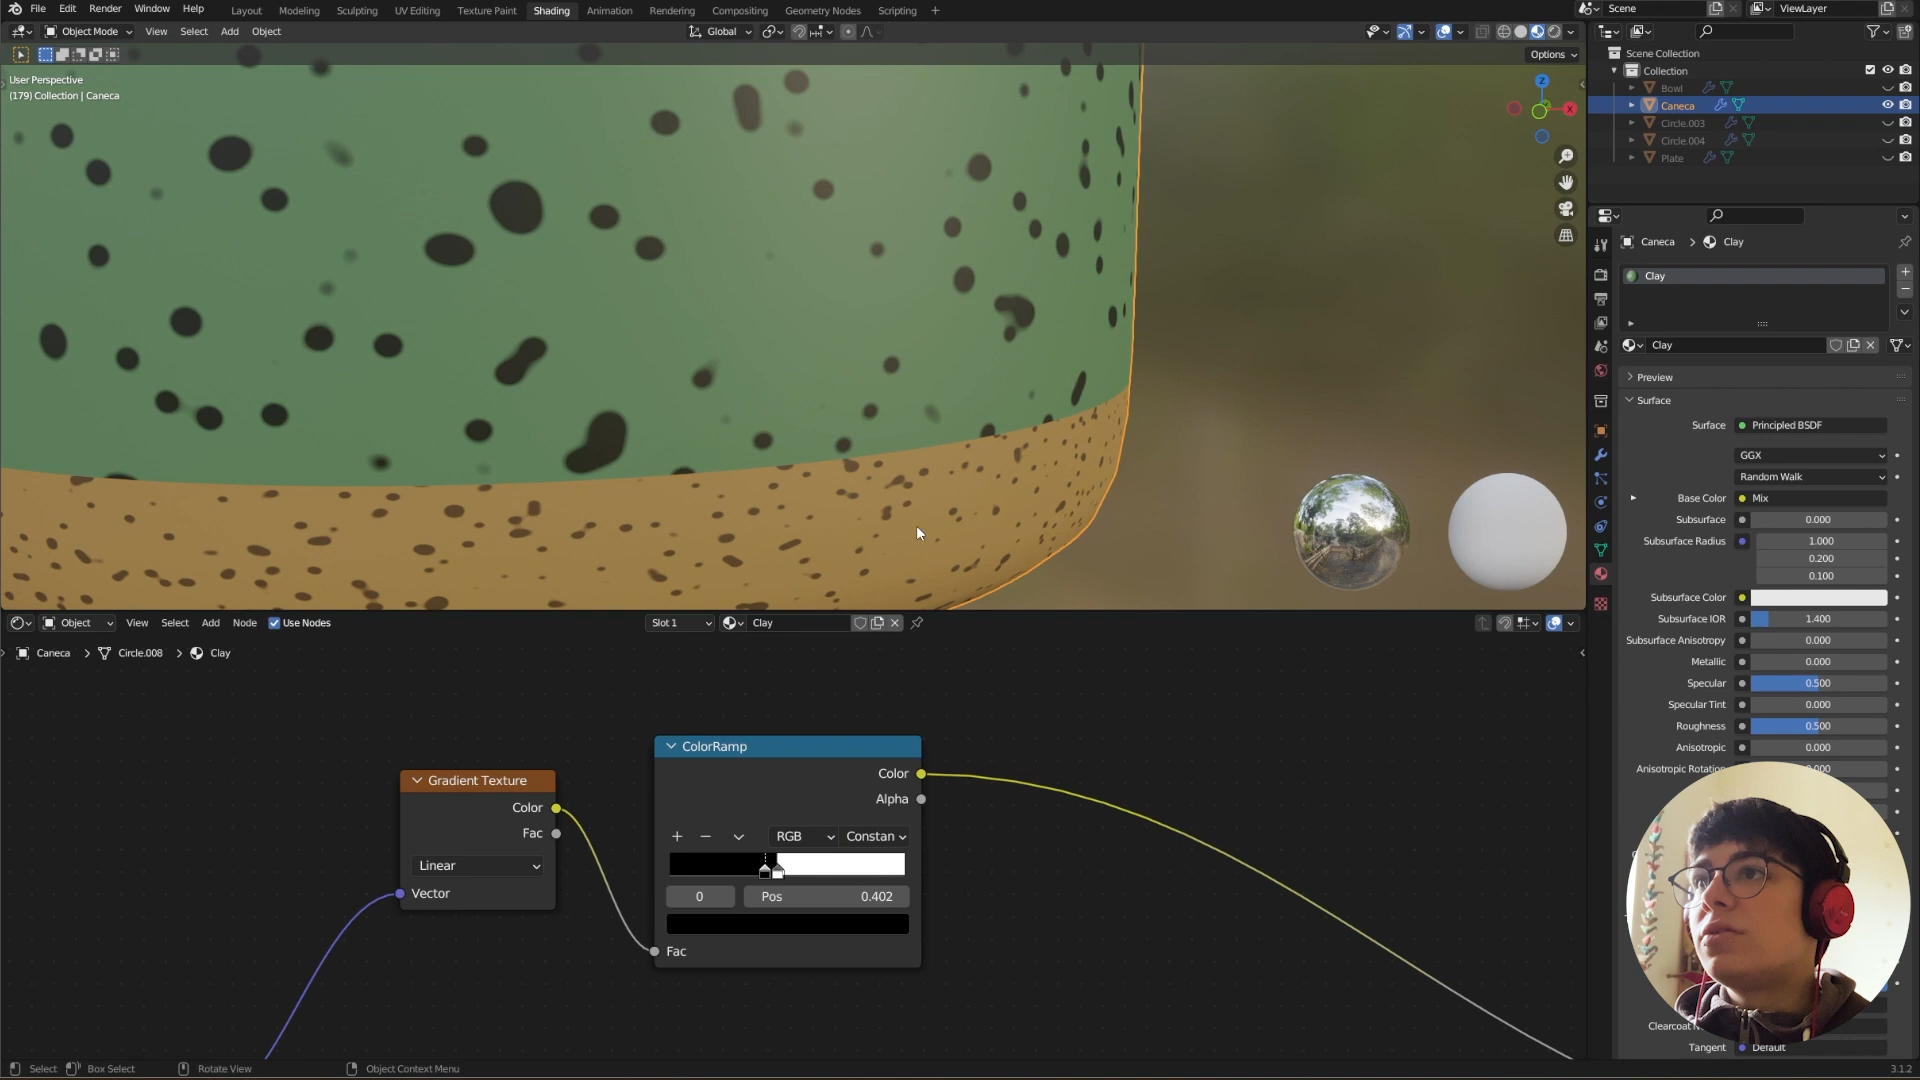 File Edit Render Window Help Layout Modeling Sculpting UV Editing Texture Paint Shading Animation Rendering Compositing Geometry Nodes Scripting + Scene ViewLayer
Object Mode View Select Add Object Global
Options
User Perspective
(179) Collection | Caneca
Z
X
Scene Collection
Collection
Bowl
Caneca
Circle.003
Circle.004
Plate
Caneca > Clay
Clay
Clay
Preview
Surface
Surface Principled BSDF
GGX
Random Walk
Base Color Mix
Subsurface 0.000
Subsurface Radius 1.000
0.200
0.100
Subsurface Color
Subsurface IOR 1.400
Subsurface Anisotropy 0.000
Metallic 0.000
Specular 0.500
Specular Tint 0.000
Roughness 0.500
Anisotropic 0.000
Anisotropic Rotation 0.000
Clearcoat N
Tangent Default
Object View Select Add Node Use Nodes Slot 1 Clay
Caneca > Circle.008 > Clay
Gradient Texture
Color
Fac
Linear
Vector
ColorRamp
Color
Alpha
+ − RGB Constan
0 Pos 0.402
Fac
Select Box Select Rotate View Object Context Menu 3.1.2